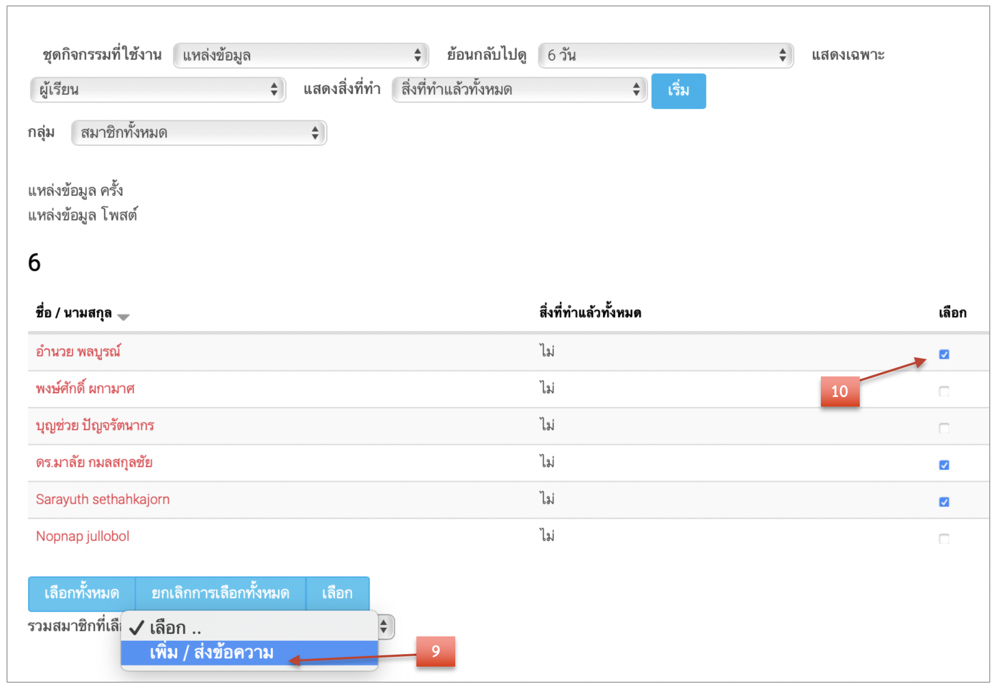 ชุดกิจกรรมที่ใช้งาน แหล่งข้อมูล ย้อนกลับไปดู 6 วัน แสดงเฉพาะ
ผู้เรียน แสดงสิ่งที่ทำ สิ่งที่ทำแล้วทั้งหมด เริ่ม
กลุ่ม สมาชิกทั้งหมด
แหล่งข้อมูล ครั้ง
แหล่งข้อมูล โพสต์
6
ชื่อ / นามสกุล สิ่งที่ทำแล้วทั้งหมด เลือก
อำนวย พลบูรณ์ ไม่
พงษ์ศักดิ์ ผกามาศ ไม่
10
บุญช่วย ปัญจรัตนากร ไม่
ดร.มาลัย กมลสกุลชัย ไม่
Sarayuth sethahkajorn ไม่
Nopnap jullobol ไม่
เลือกทั้งหมด ยกเลิกการเลือกทั้งหมด เลือก
รวมสมาชิกที่เลื เลือก ..
เพิ่ม / ส่งข้อความ 9